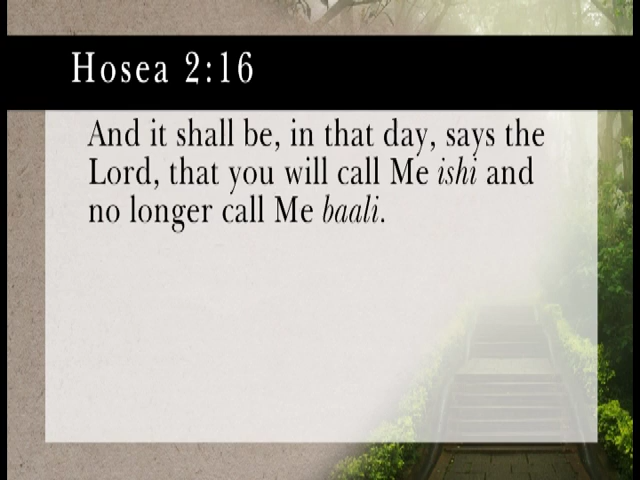 Hosea 2:16
And it shall be, in that day, says the
Lord, that you will call Me ishi and
no longer call Me baali.